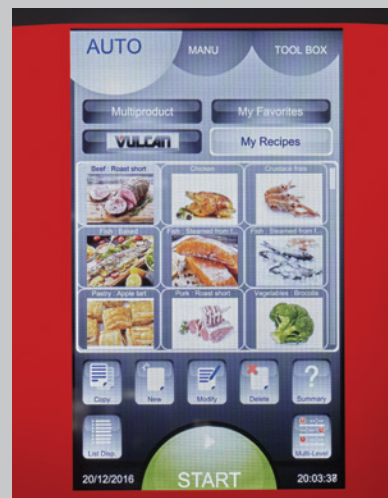 AUTO MANU TOOL BOX
Multiproduct My Favorites
VULCAN My Recipes
Beef : Roast short Chicken Crustace fries
Fish : Baked Fish : Steamed from f... Fish : Steamed from f...
Pastry : Apple tart Pork : Roast short Vegetables : Brocolis
Copy New Modify Delete ? Summary
List Disp. Multi-Level
20/12/2016 START 20:03:38